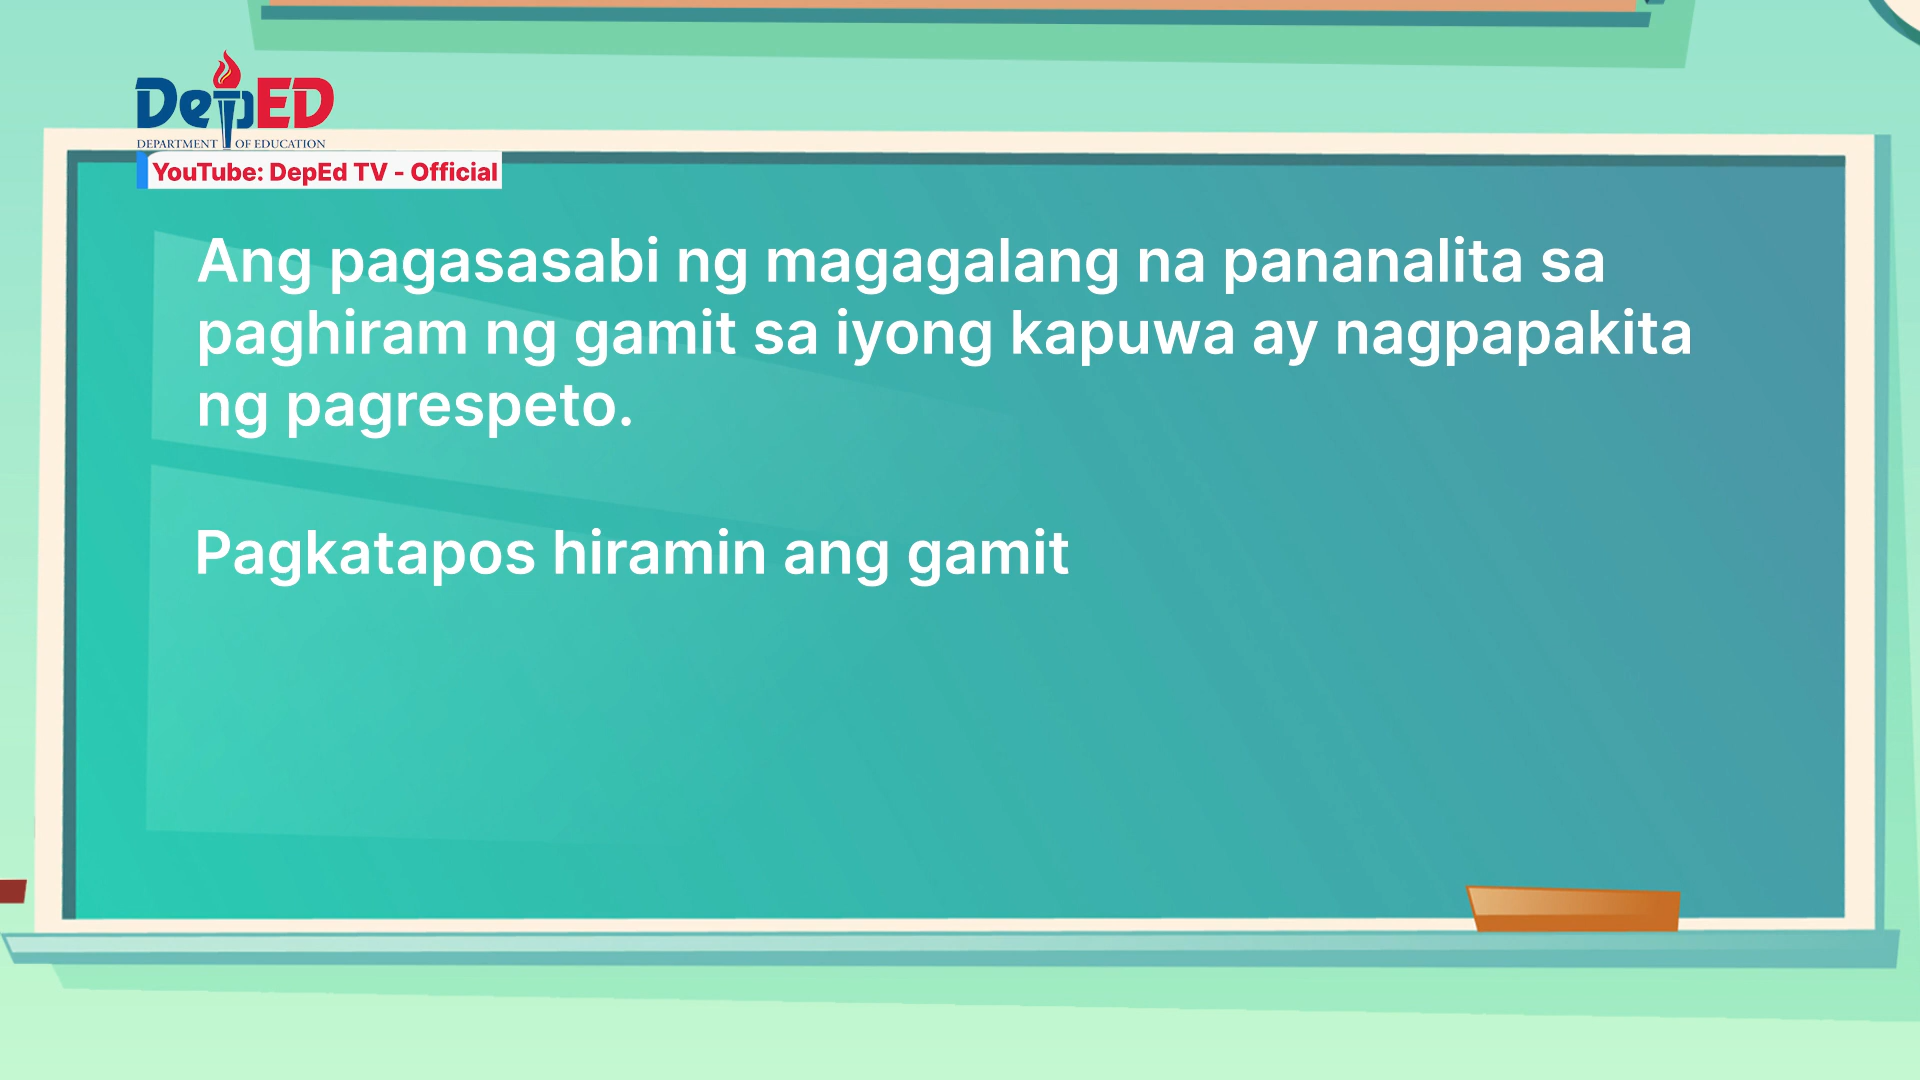 DepED
DEPARTMENT OF EDUCATION
YouTube: DepEd TV - Official
Ang pagasasabi ng magagalang na pananalita sa
paghiram ng gamit sa iyong kapuwa ay nagpapakita
ng pagrespeto.
Pagkatapos hiramin ang gamit